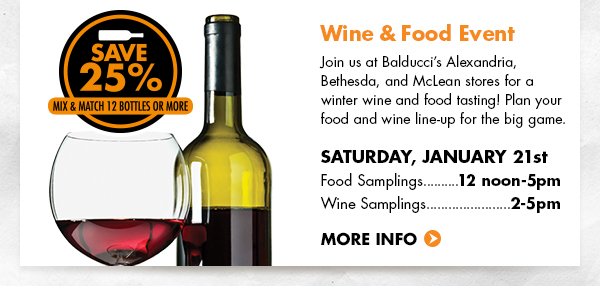 SAVE
25%
MIX & MATCH 12 BOTTLES OR MORE
Wine & Food Event
Join us at Balducci's Alexandria,
Bethesda, and McLean stores for a
winter wine and food tasting! Plan your
food and wine line-up for the big game.
SATURDAY, JANUARY 21st
Food Samplings..........12 noon-5pm
Wine Samplings........................2-5pm
MORE INFO